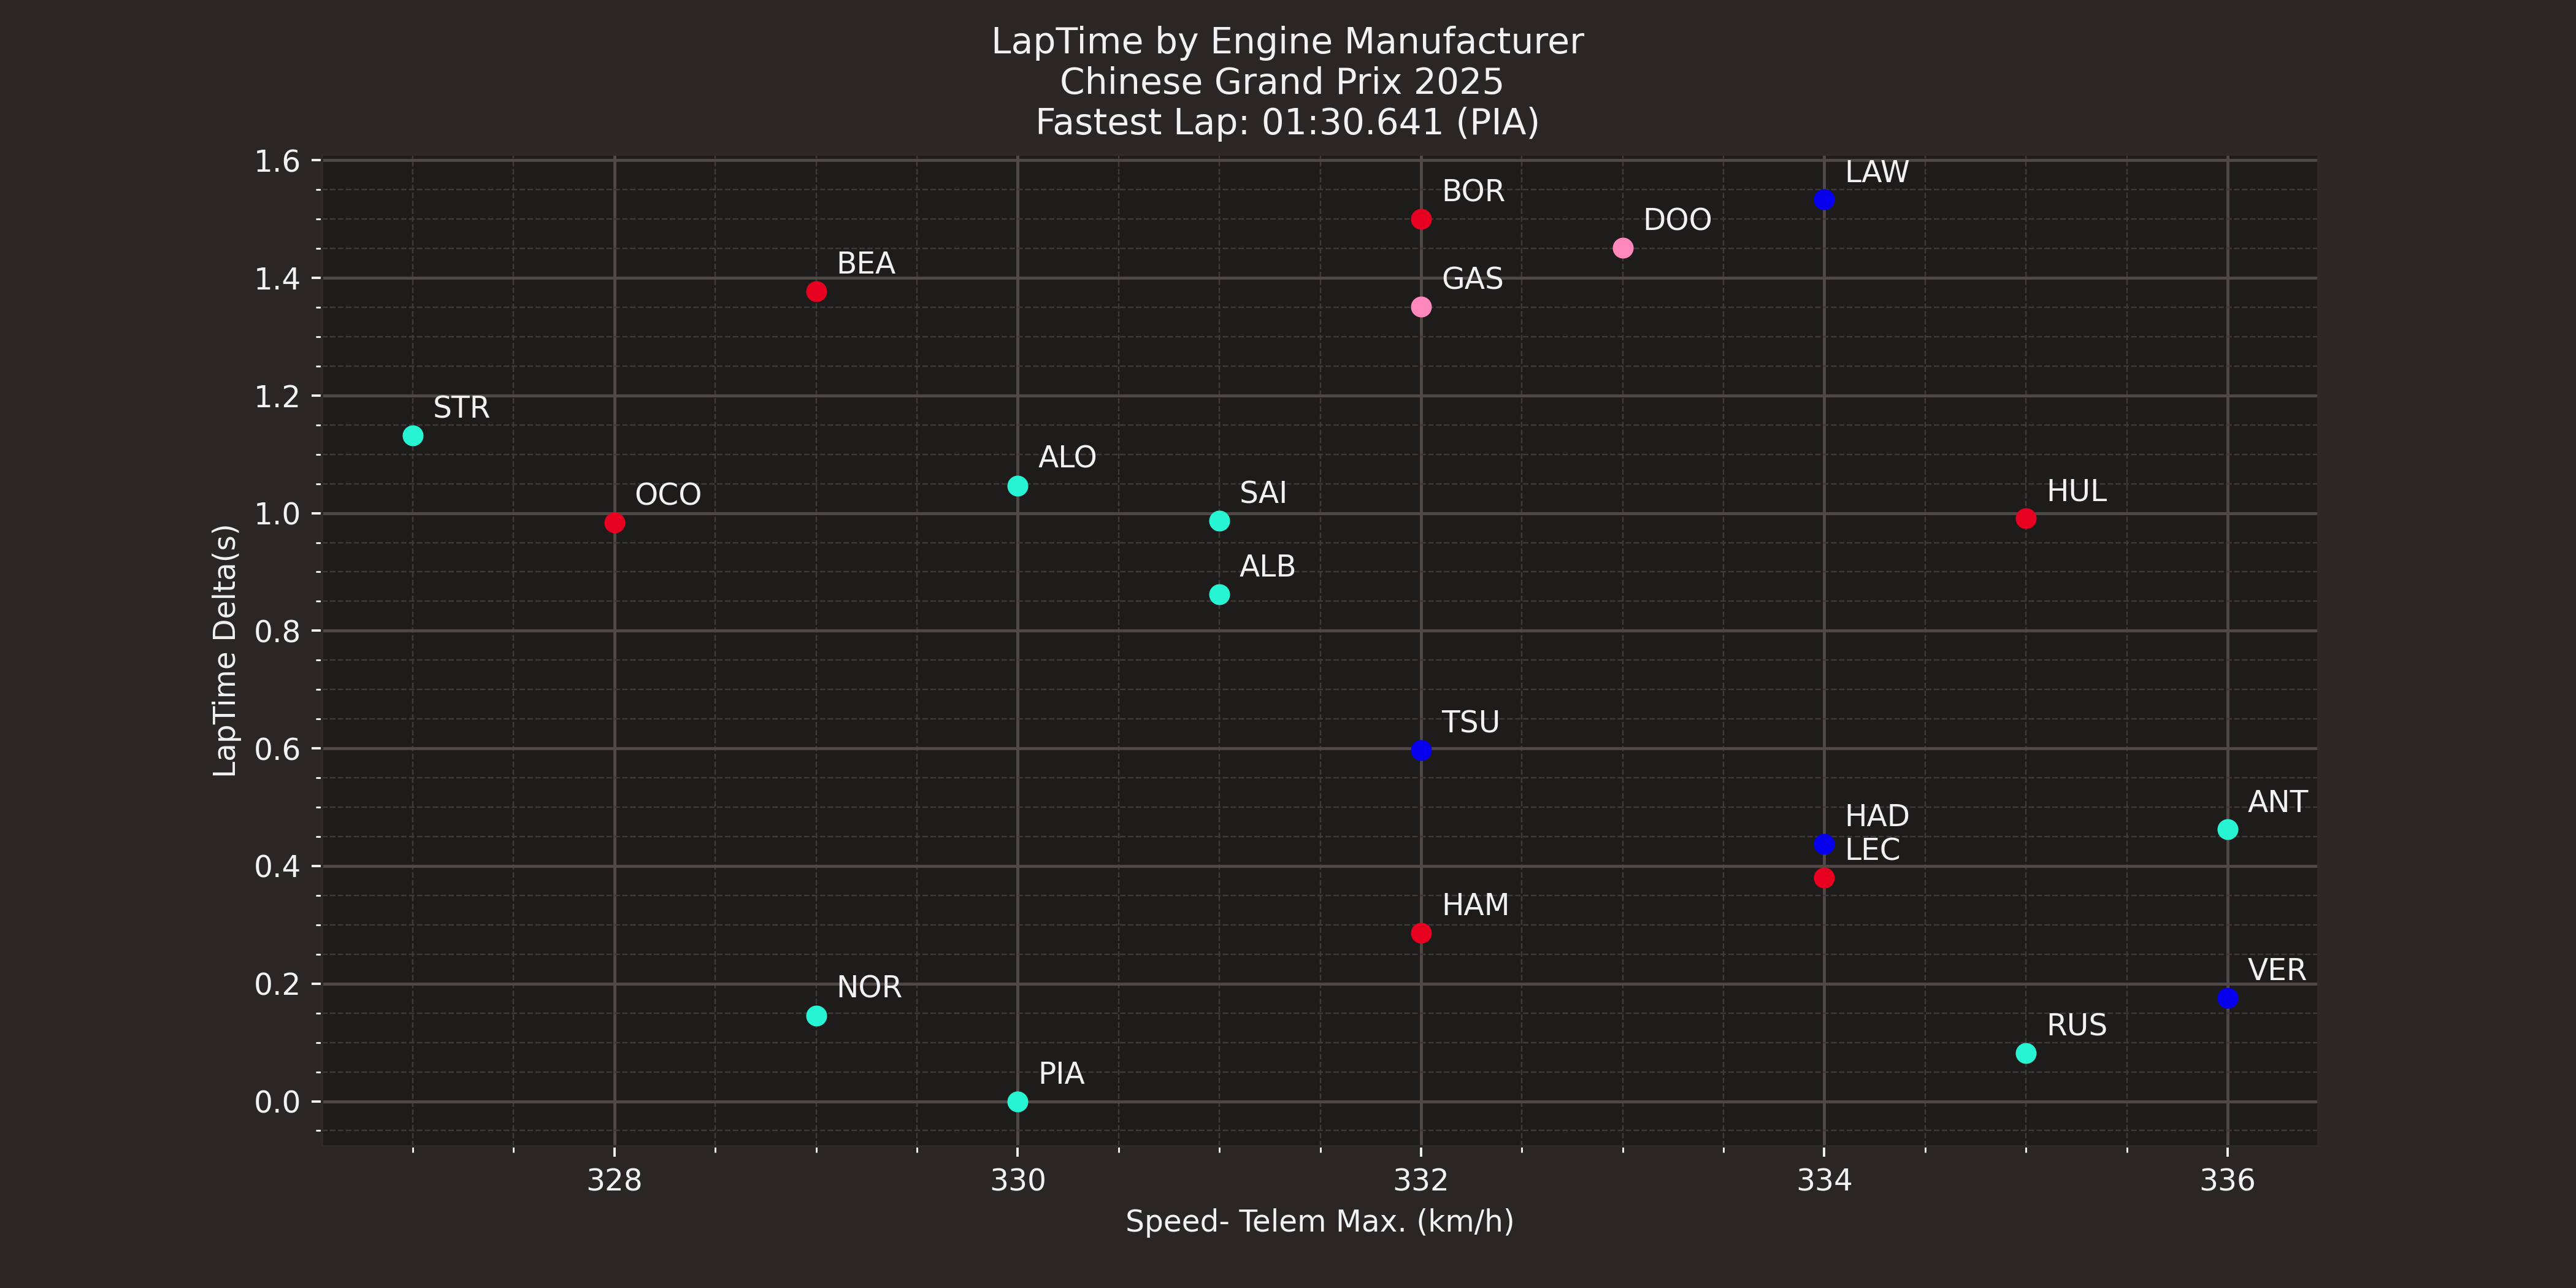 LapTime by Engine Manufacturer
Chinese Grand Prix 2025
Fastest Lap: 01:30.641 (PIA)
1.6
1.4
1.2
1.0
0.8
0.6
0.4
0.2
0.0
LapTime Delta(s)
LAW
BOR
DOO
BEA
GAS
STR
ALO
OCO
SAI
HUL
ALB
TSU
ANT
HAD
LEC
HAM
VER
NOR
RUS
PIA
328 330 332 334 336
Speed- Telem Max. (km/h)